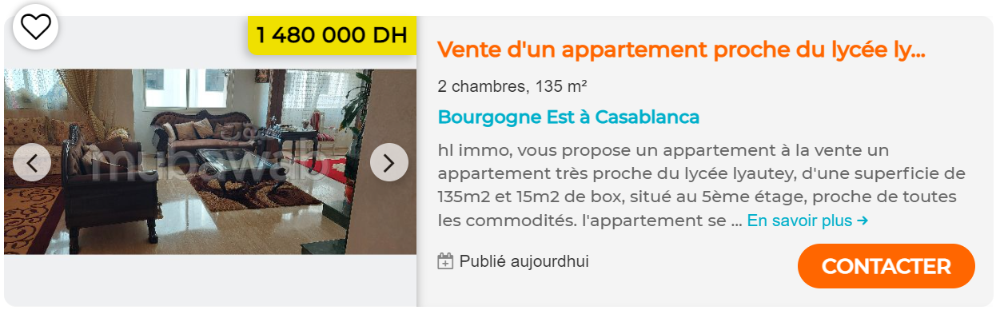 1 480 000 DH
mubawab
Vente d'un appartement proche du lycée ly...
2 chambres, 135 m²
Bourgogne Est à Casablanca
hl immo, vous propose un appartement à la vente un
appartement très proche du lycée lyautey, d'une superficie de
135m2 et 15m2 de box, situé au 5ème étage, proche de toutes
les commodités. l'appartement se ... En savoir plus →
Publié aujourdhui
CONTACTER